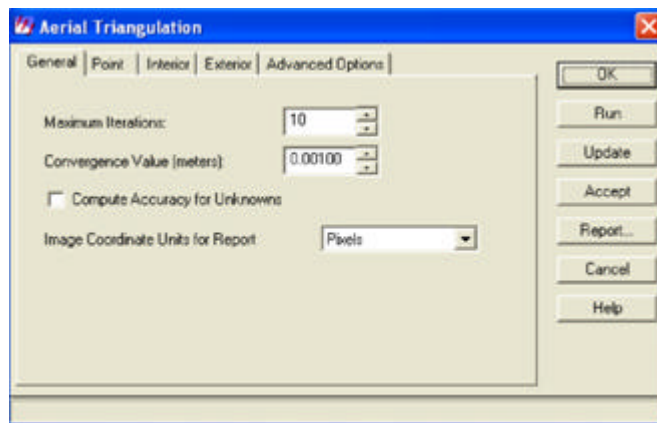 Aerial Triangulation
General Point Interior Exterior Advanced Options
Maximum Iterations: 10
Convergence Value (meters): 0.00100
Compute Accuracy for Unknowns
Image Coordinate Units for Report Pixels
OK
Run
Update
Accept
Report...
Cancel
Help